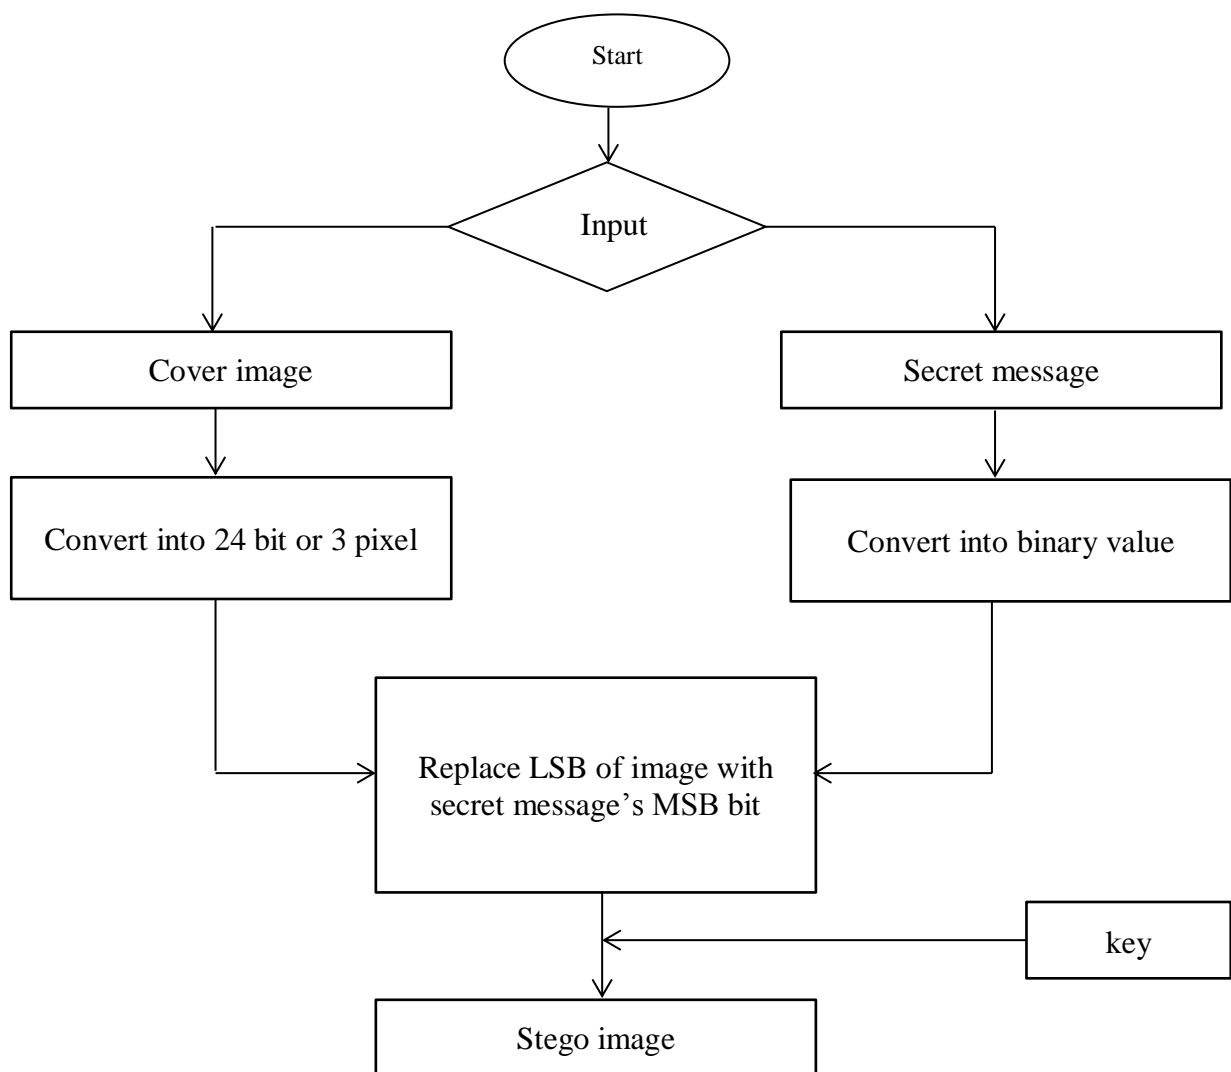 Start
Input
Cover image
Secret message
Convert into 24 bit or 3 pixel
Convert into binary value
Replace LSB of image with
secret message’s MSB bit
key
Stego image